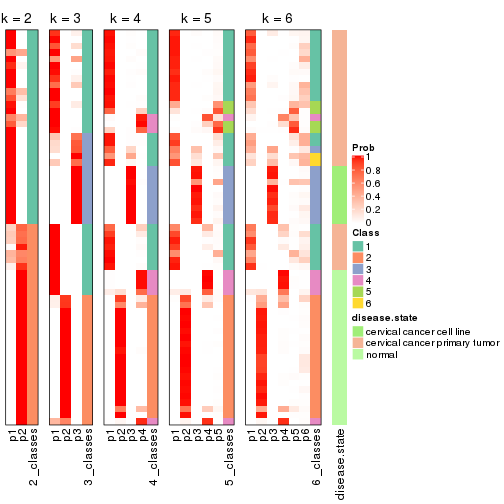 k = 2 k = 3 k = 4 k = 5 k = 6
p1 p2 2_classes p1 p2 p3 3_classes p1 p2 p3 p4 4_classes p1 p2 p3 p4 p5 5_classes p1 p2 p3 p4 p5 p6 6_classes disease.state
Prob
1
0.8
0.6
0.4
0.2
0
Class
1
2
3
4
5
6
disease.state
cervical cancer cell line
cervical cancer primary tumor
normal